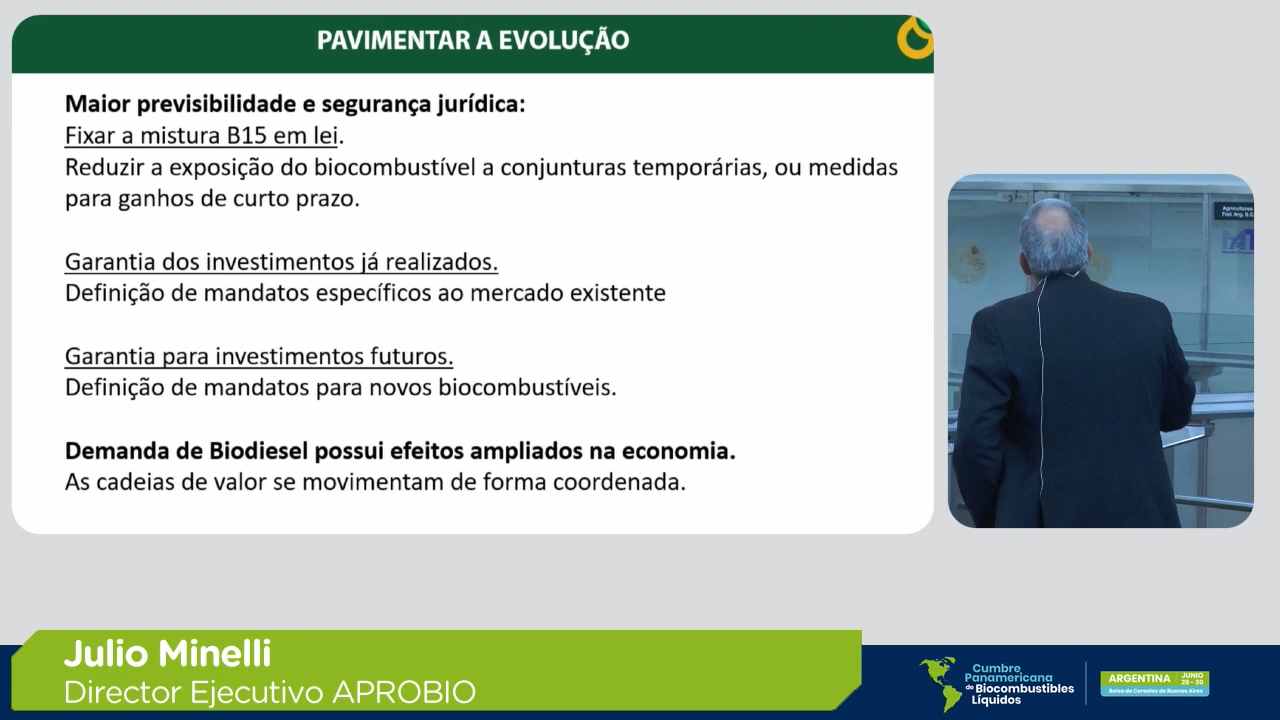 PAVIMENTAR A EVOLUÇÃO
Maior previsibilidade e segurança jurídica:
Fixar a mistura B15 em lei.
Reduzir a exposição do biocombustível a conjunturas temporárias, ou medidas
para ganhos de curto prazo.
Garantia dos investimentos já realizados.
Definição de mandatos específicos ao mercado existente
Garantia para investimentos futuros.
Definição de mandatos para novos biocombustíveis.
Demanda de Biodiesel possui efeitos ampliados na economia.
As cadeias de valor se movimentam de forma coordenada.
Agricultores
Fed. Arg. S.C.
Julio Minelli
Director Ejecutivo APROBIO
Cumbre
Panamericana
de Biocombustibles
Líquidos
ARGENTINA
JUNIO
29 - 30
Bolsa de Cereales de Buenos Aires